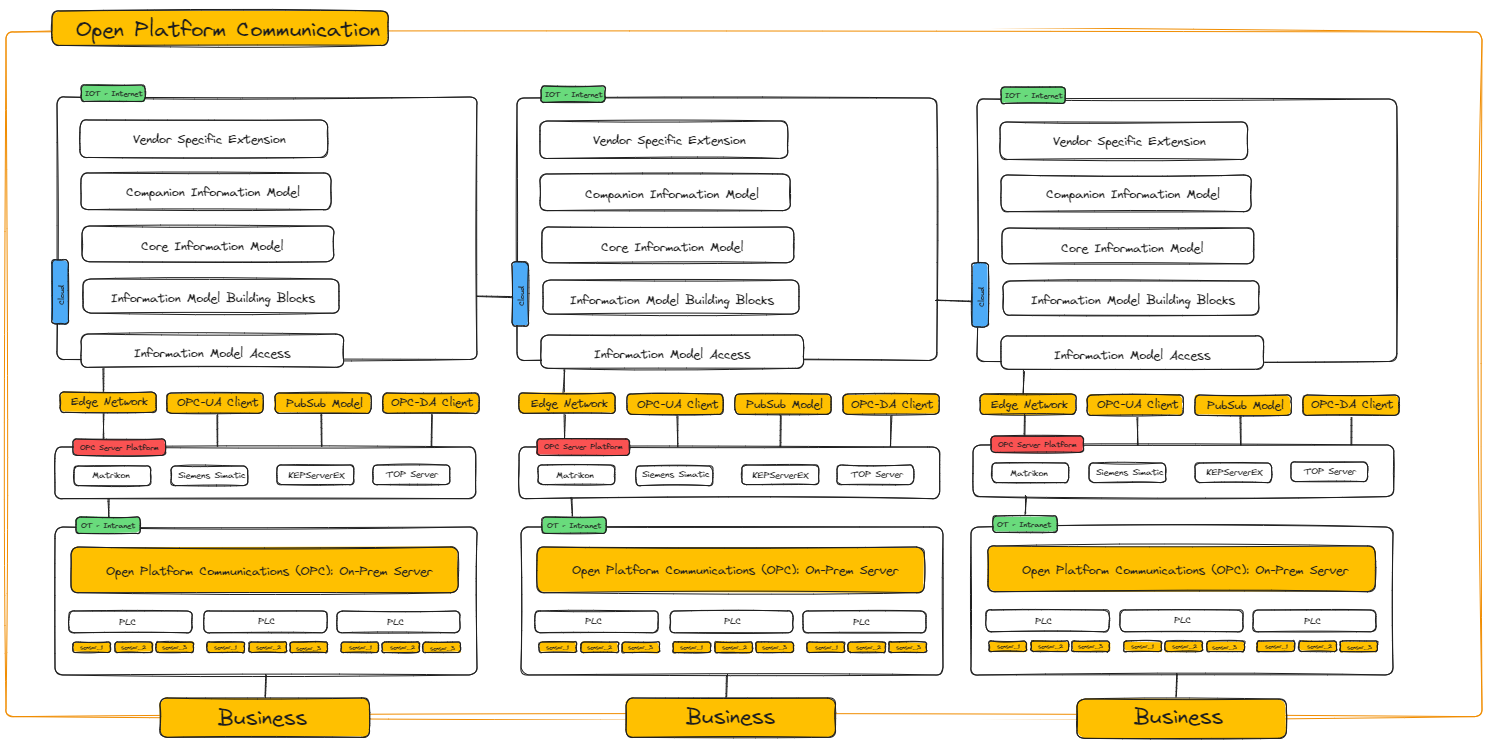 Open Platform Communication
IOT - Internet
Vendor Specific Extension
Companion Information Model
Core Information Model
Information Model Building Blocks
Cloud
Information Model Access
Edge Network
OPC-UA Client
PubSub Model
OPC-DA Client
OPC Server Platform
Matrikon
Siemens Simatic
KEPServerEX
TOP Server
OT - Intranet
Open Platform Communications (OPC): On-Prem Server
PLC
PLC
PLC
sensor_1
sensor_2
sensor_3
sensor_1
sensor_2
sensor_3
sensor_1
sensor_2
sensor_3
Business
IOT - Internet
Vendor Specific Extension
Companion Information Model
Core Information Model
Information Model Building Blocks
Cloud
Information Model Access
Edge Network
OPC-UA Client
PubSub Model
OPC-DA Client
OPC Server Platform
Matrikon
Siemens Simatic
KEPServerEX
TOP Server
OT - Intranet
Open Platform Communications (OPC): On-Prem Server
PLC
PLC
PLC
sensor_1
sensor_2
sensor_3
sensor_1
sensor_2
sensor_3
sensor_1
sensor_2
sensor_3
Business
IOT - Internet
Vendor Specific Extension
Companion Information Model
Core Information Model
Information Model Building Blocks
Cloud
Information Model Access
Edge Network
OPC-UA Client
PubSub Model
OPC-DA Client
OPC Server Platform
Matrikon
Siemens Simatic
KEPServerEX
TOP Server
OT - Intranet
Open Platform Communications (OPC): On-Prem Server
PLC
PLC
PLC
sensor_1
sensor_2
sensor_3
sensor_1
sensor_2
sensor_3
sensor_1
sensor_2
sensor_3
Business